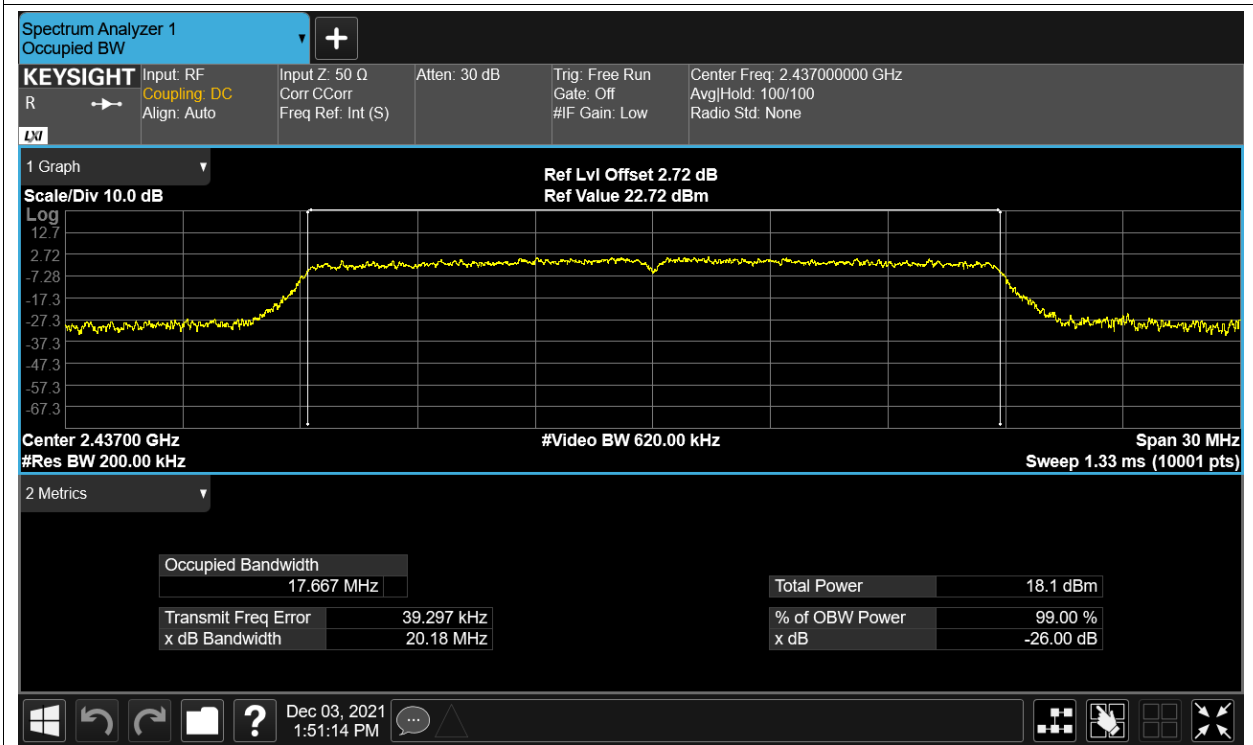 Spectrum Analyzer 1
Occupied BW
+
KEYSIGHT
R
LXI
Input: RF
Coupling: DC
Align: Auto
Input Z: 50 Ω
Corr CCorr
Freq Ref: Int (S)
Atten: 30 dB
Trig: Free Run
Gate: Off
#IF Gain: Low
Center Freq: 2.437000000 GHz
Avg|Hold: 100/100
Radio Std: None
1 Graph
Scale/Div 10.0 dB
Ref Lvl Offset 2.72 dB
Ref Value 22.72 dBm
Log
12.7
2.72
-7.28
-17.3
-27.3
-37.3
-47.3
-57.3
-67.3
Center 2.43700 GHz
#Video BW 620.00 kHz
Span 30 MHz
#Res BW 200.00 kHz
Sweep 1.33 ms (10001 pts)
2 Metrics
Occupied Bandwidth
17.667 MHz
Transmit Freq Error 39.297 kHz
x dB Bandwidth 20.18 MHz
Total Power 18.1 dBm
% of OBW Power 99.00 %
x dB -26.00 dB
?
Dec 03, 2021
1:51:14 PM